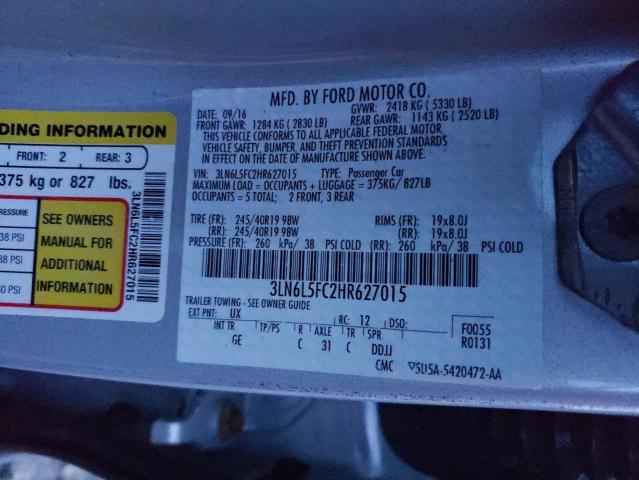 MFD. BY FORD MOTOR CO.
DATE: 09/16 GVWR: 2418 KG ( 5330 LB)
FRONT GAWR: 1284 KG ( 2830 LB) REAR GAWR: 1143 KG ( 2520 LB)
THIS VEHICLE CONFORMS TO ALL APPLICABLE FEDERAL MOTOR
VEHICLE SAFETY, BUMPER, AND THEFT PREVENTION STANDARDS
IN EFFECT ON THE DATE OF MANUFACTURE SHOWN ABOVE.
VIN: 3LN6L5FC2HR627015 TYPE: Passenger Car
MAXIMUM LOAD = OCCUPANTS + LUGGAGE = 375KG/ 827LB
OCCUPANTS = 5 TOTAL: 2 FRONT, 3 REAR
TIRE (FR): 245/40R19 98W RIMS (FR): 19x8.0J
(RR): 245/40R19 98W (RR): 19x8.0J
PRESSURE (FR): 260 kPa/ 38 PSI COLD (RR): 260 kPa/ 38 PSI COLD
3LN6L5FC2HR627015
TRAILER TOWING - SEE OWNER GUIDE
EXT PNT: UX RC: 12 DSO: F0055
INT TR TP/PS R AXLE TR SPR R0131
GE C 31 C DDJJ
CMC ▽SU5A-5420472-AA
DING INFORMATION
FRONT: 2 REAR: 3
375 kg or 827 lbs.
RESSURE
38 PSI
38 PSI
60 PSI
SEE OWNERS
MANUAL FOR
ADDITIONAL
INFORMATION
3LN6L5FC2HR627015